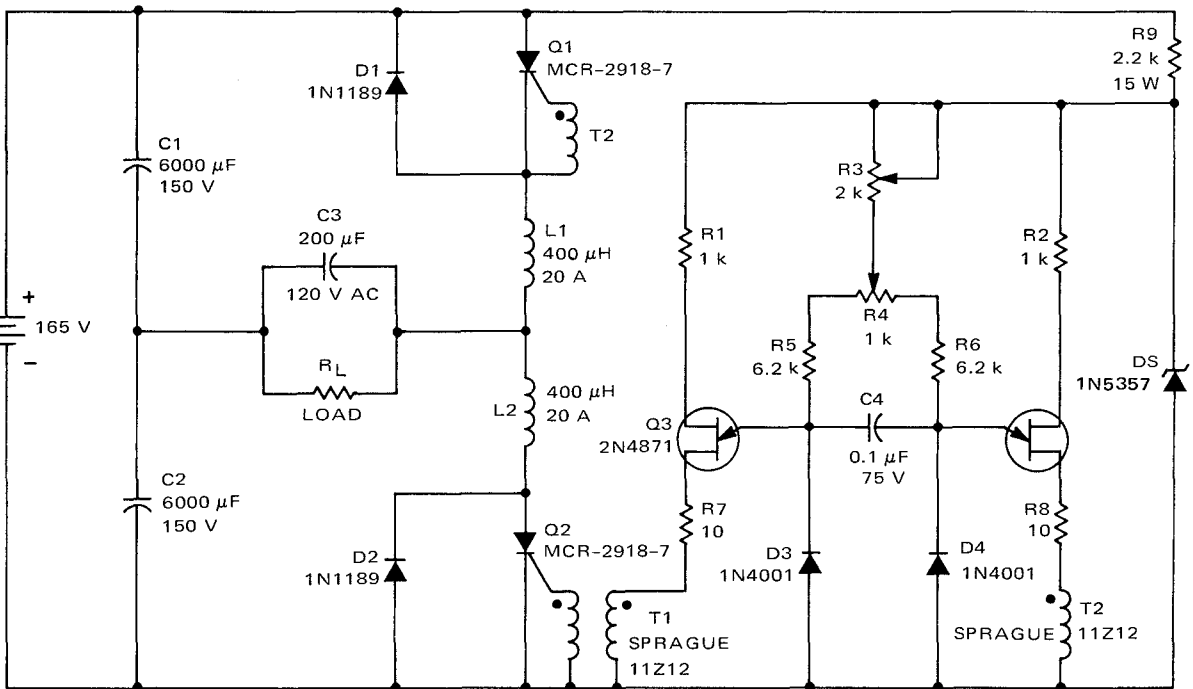 Q1
MCR-2918-7
D1
1N1189
T2
R9
2.2 k
15 W
C1
6000 µF
150 V
C3
200 µF
120 V AC
L1
400 µH
20 A
R1
1 k
R3
2 k
R2
1 k
+
165 V
−
RL
LOAD
400 µH
20 A
L2
R4
1 k
R5
6.2 k
R6
6.2 k
DS
1N5357
C4
0.1 µF
75 V
Q3
2N4871
C2
6000 µF
150 V
Q2
MCR-2918-7
D2
1N1189
R7
10
R8
10
D3
1N4001
D4
1N4001
T1
SPRAGUE
11Z12
T2
SPRAGUE 11Z12